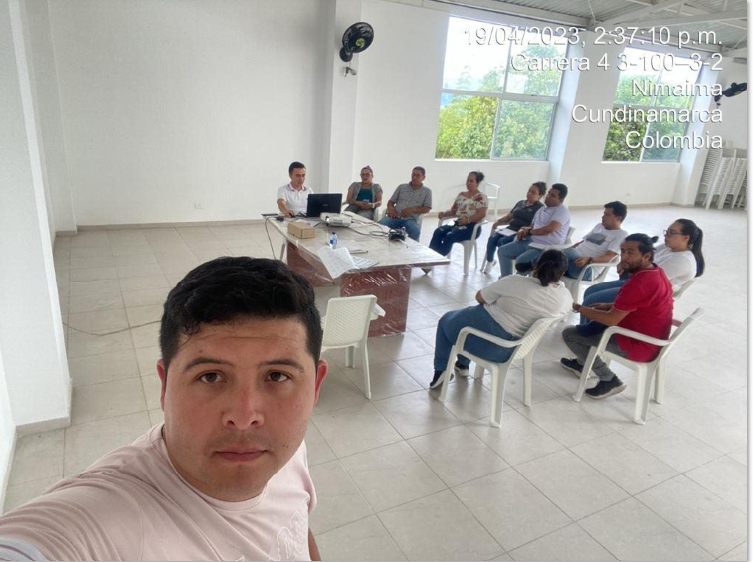 19/04/2023, 2:37:10 p.m.
Carrera 4 3-100–3-2
Nimaima
Cundinamarca
Colombia